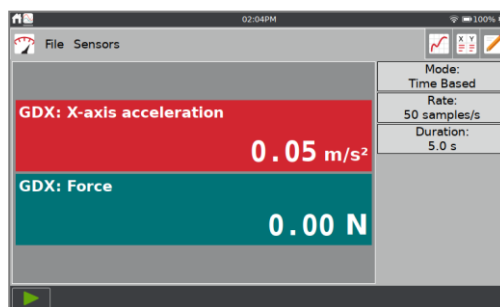 02:04PM 100%
File Sensors
X Y
Mode:
Time Based
Rate:
50 samples/s
Duration:
5.0 s
GDX: X-axis acceleration
0.05 m/s²
GDX: Force
0.00 N